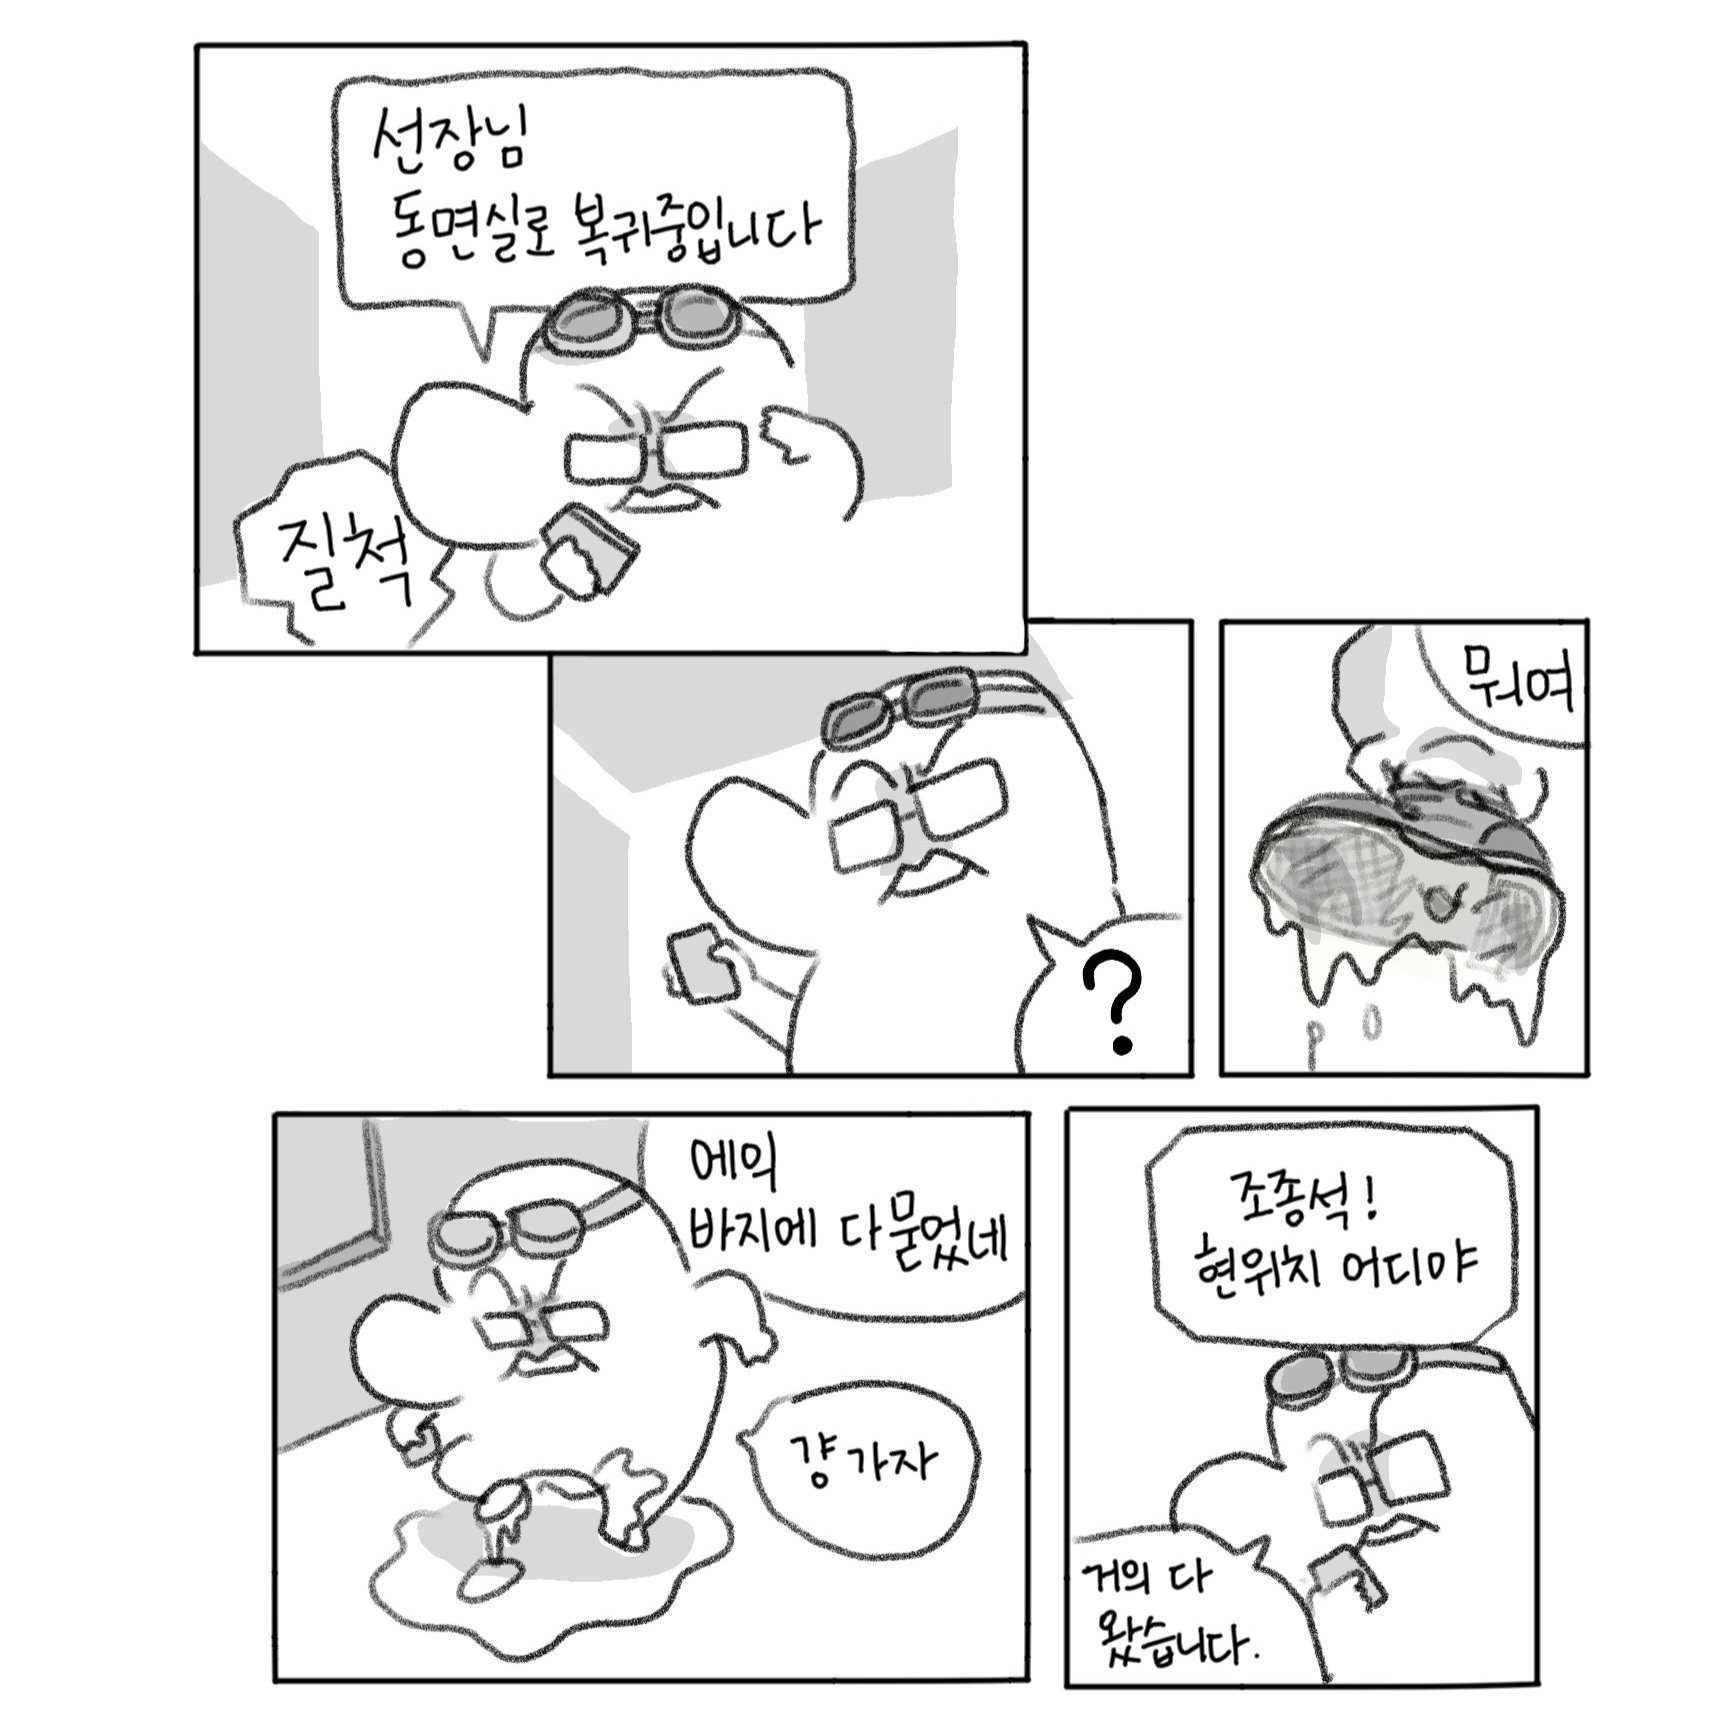 선장님
동면실로 복귀중입니다
질척
?
뭐여
에익
바지에 다 묻었네
걍 가자
조종석!
현위치 어디야
거의 다
왔습니다.